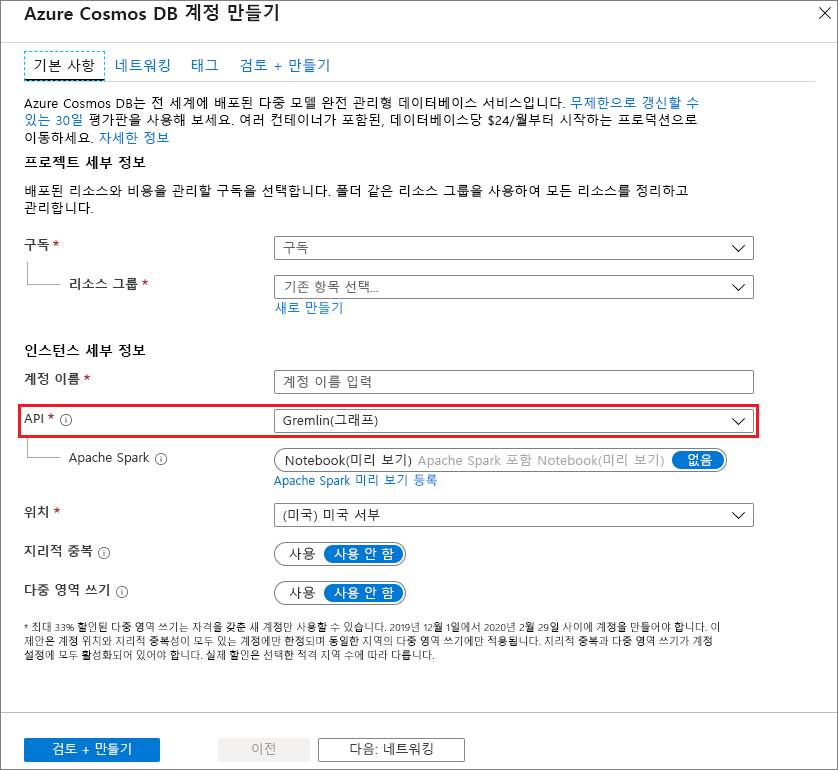 Azure Cosmos DB 계정 만들기
기본 사항 네트워킹 태그 검토 + 만들기
Azure Cosmos DB는 전 세계에 배포된 다중 모델 완전 관리형 데이터베이스 서비스입니다. 무제한으로 갱신할 수
있는 30일 평가판을 사용해 보세요. 여러 컨테이너가 포함된, 데이터베이스당 $24/월부터 시작하는 프로덕션으로
이동하세요. 자세한 정보
프로젝트 세부 정보
배포된 리소스와 비용을 관리할 구독을 선택합니다. 폴더 같은 리소스 그룹을 사용하여 모든 리소스를 정리하고
관리합니다.
구독 * 구독
리소스 그룹 * 기존 항목 선택...
새로 만들기
인스턴스 세부 정보
계정 이름 * 계정 이름 입력
API * Gremlin(그래프)
Apache Spark Notebook(미리 보기) Apache Spark 포함 Notebook(미리 보기) 없음
Apache Spark 미리 보기 등록
위치 * (미국) 미국 서부
지리적 중복 사용 사용 안 함
다중 영역 쓰기 사용 사용 안 함
* 최대 33% 할인된 다중 영역 쓰기는 자격을 갖춘 새 계정만 사용할 수 있습니다. 2019년 12월 1일에서 2020년 2월 29일 사이에 계정을 만들어야 합니다. 이
제안은 계정 위치와 지리적 중복성이 모두 있는 계정에만 한정되며 동일한 지역의 다중 영역 쓰기에만 적용됩니다. 지리적 중복과 다중 영역 쓰기가 계정
설정에 모두 활성화되어 있어야 합니다. 실제 할인은 선택한 적격 지역 수에 따라 다릅니다.
검토 + 만들기 이전 다음: 네트워킹